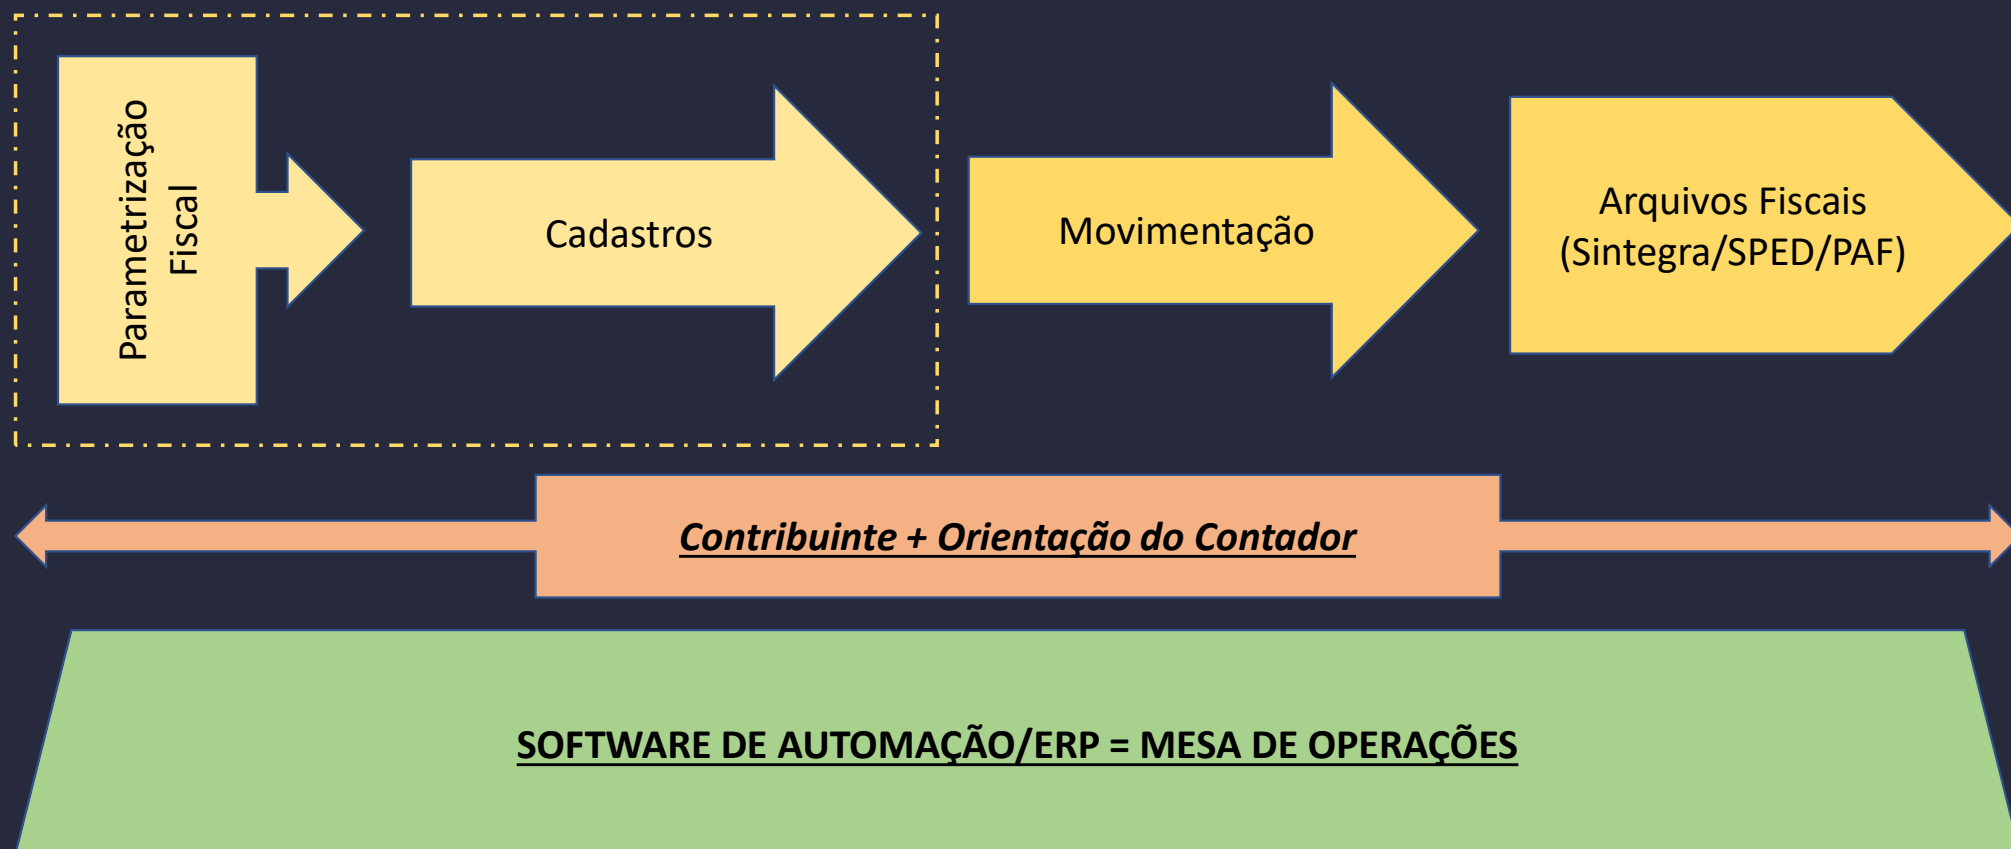 Parametrização
Fiscal
Cadastros
Movimentação
Arquivos Fiscais
(Sintegra/SPED/PAF)
Contribuinte + Orientação do Contador
SOFTWARE DE AUTOMAÇÃO/ERP = MESA DE OPERAÇÕES